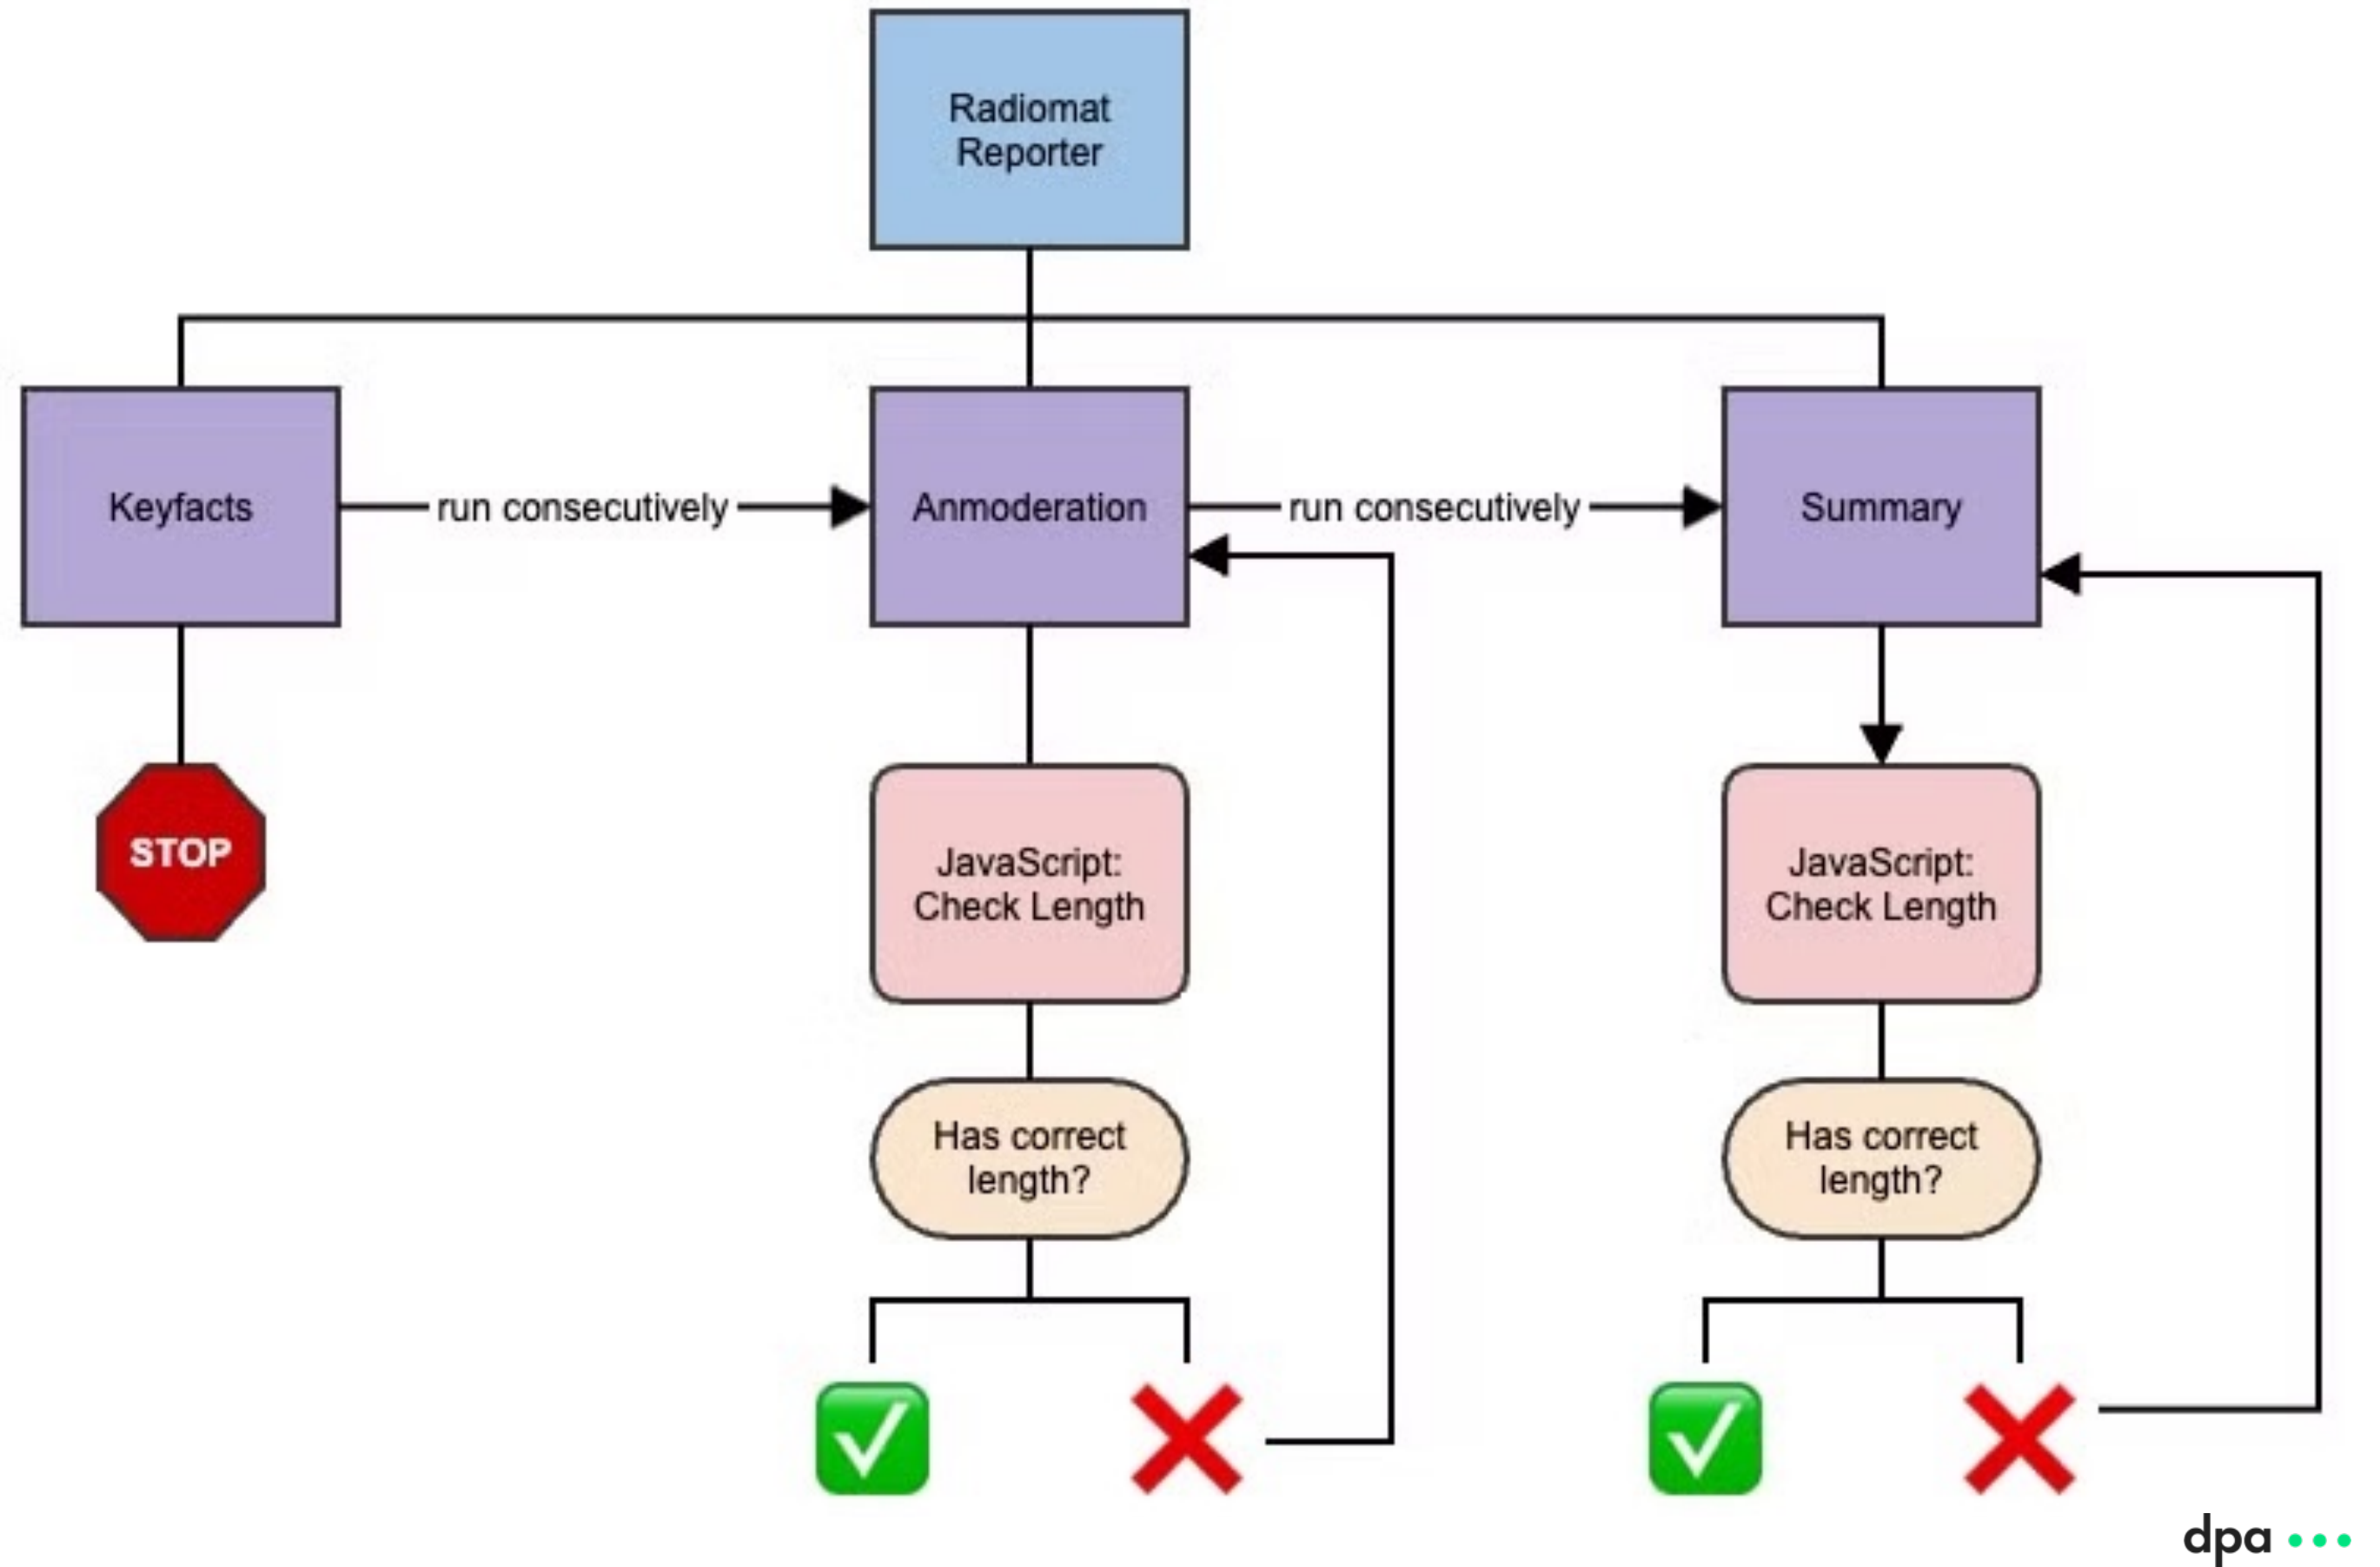 Radiomat
Reporter
Keyfacts
run consecutively
Anmoderation
run consecutively
Summary
STOP
JavaScript:
Check Length
JavaScript:
Check Length
Has correct
length?
Has correct
length?
dpa